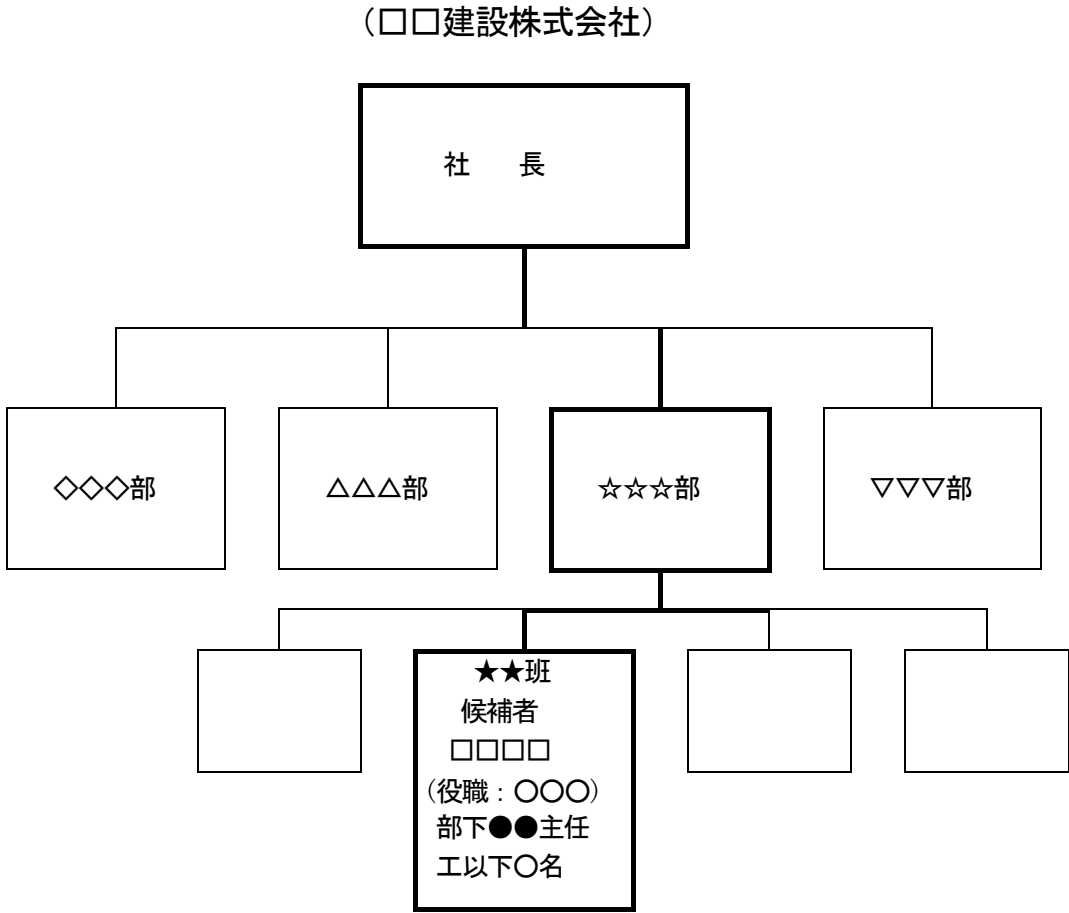 （□□建設株式会社）
社　長
◇◇◇部
△△△部
☆☆☆部
▽▽▽部
★★班
候補者
□□□□
（役職：○○○）
部下●●主任
工以下○名